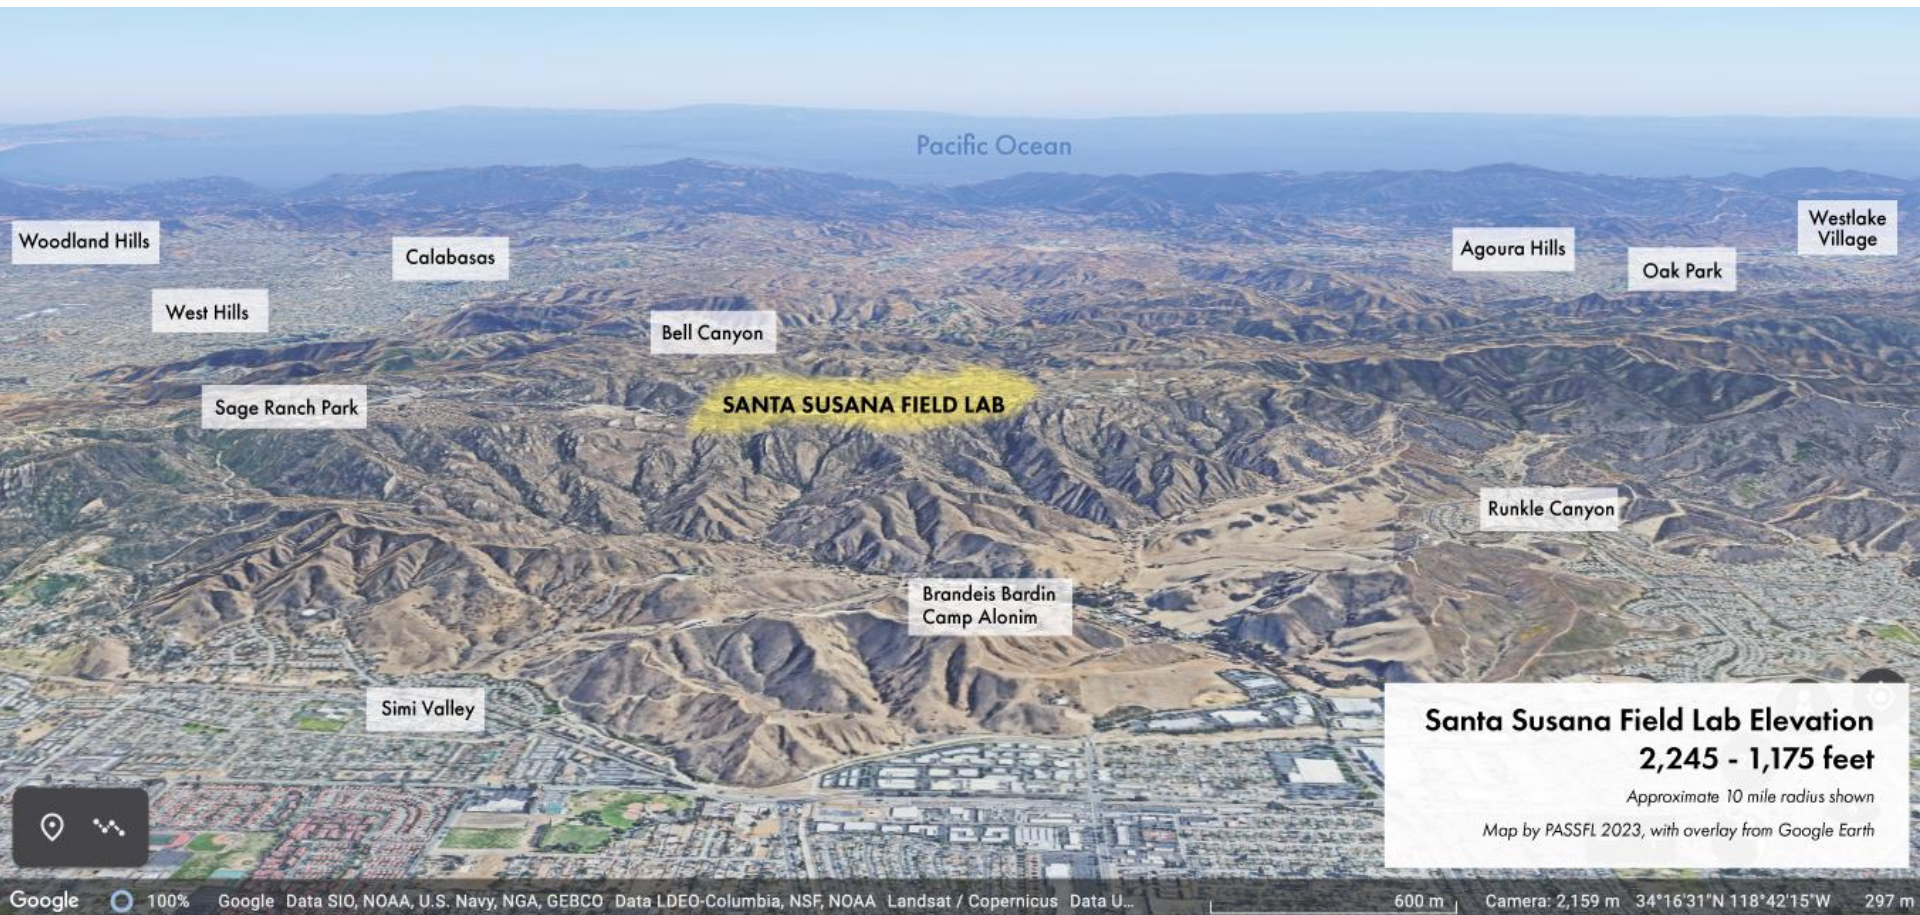 Pacific Ocean
Westlake
Village
Woodland Hills
Calabasas
Agoura Hills
Oak Park
West Hills
Bell Canyon
Sage Ranch Park
SANTA SUSANA FIELD LAB
Runkle Canyon
Brandeis Bardin
Camp Alonim
Simi Valley
Santa Susana Field Lab Elevation
2,245 - 1,175 feet
Approximate 10 mile radius shown
Map by PASSFL 2023, with overlay from Google Earth
Google 100% Google Data SIO, NOAA, U.S. Navy, NGA, GEBCO Data LDEO-Columbia, NSF, NOAA Landsat / Copernicus Data U... 600 m Camera: 2,159 m 34°16'31"N 118°42'15"W 297 m